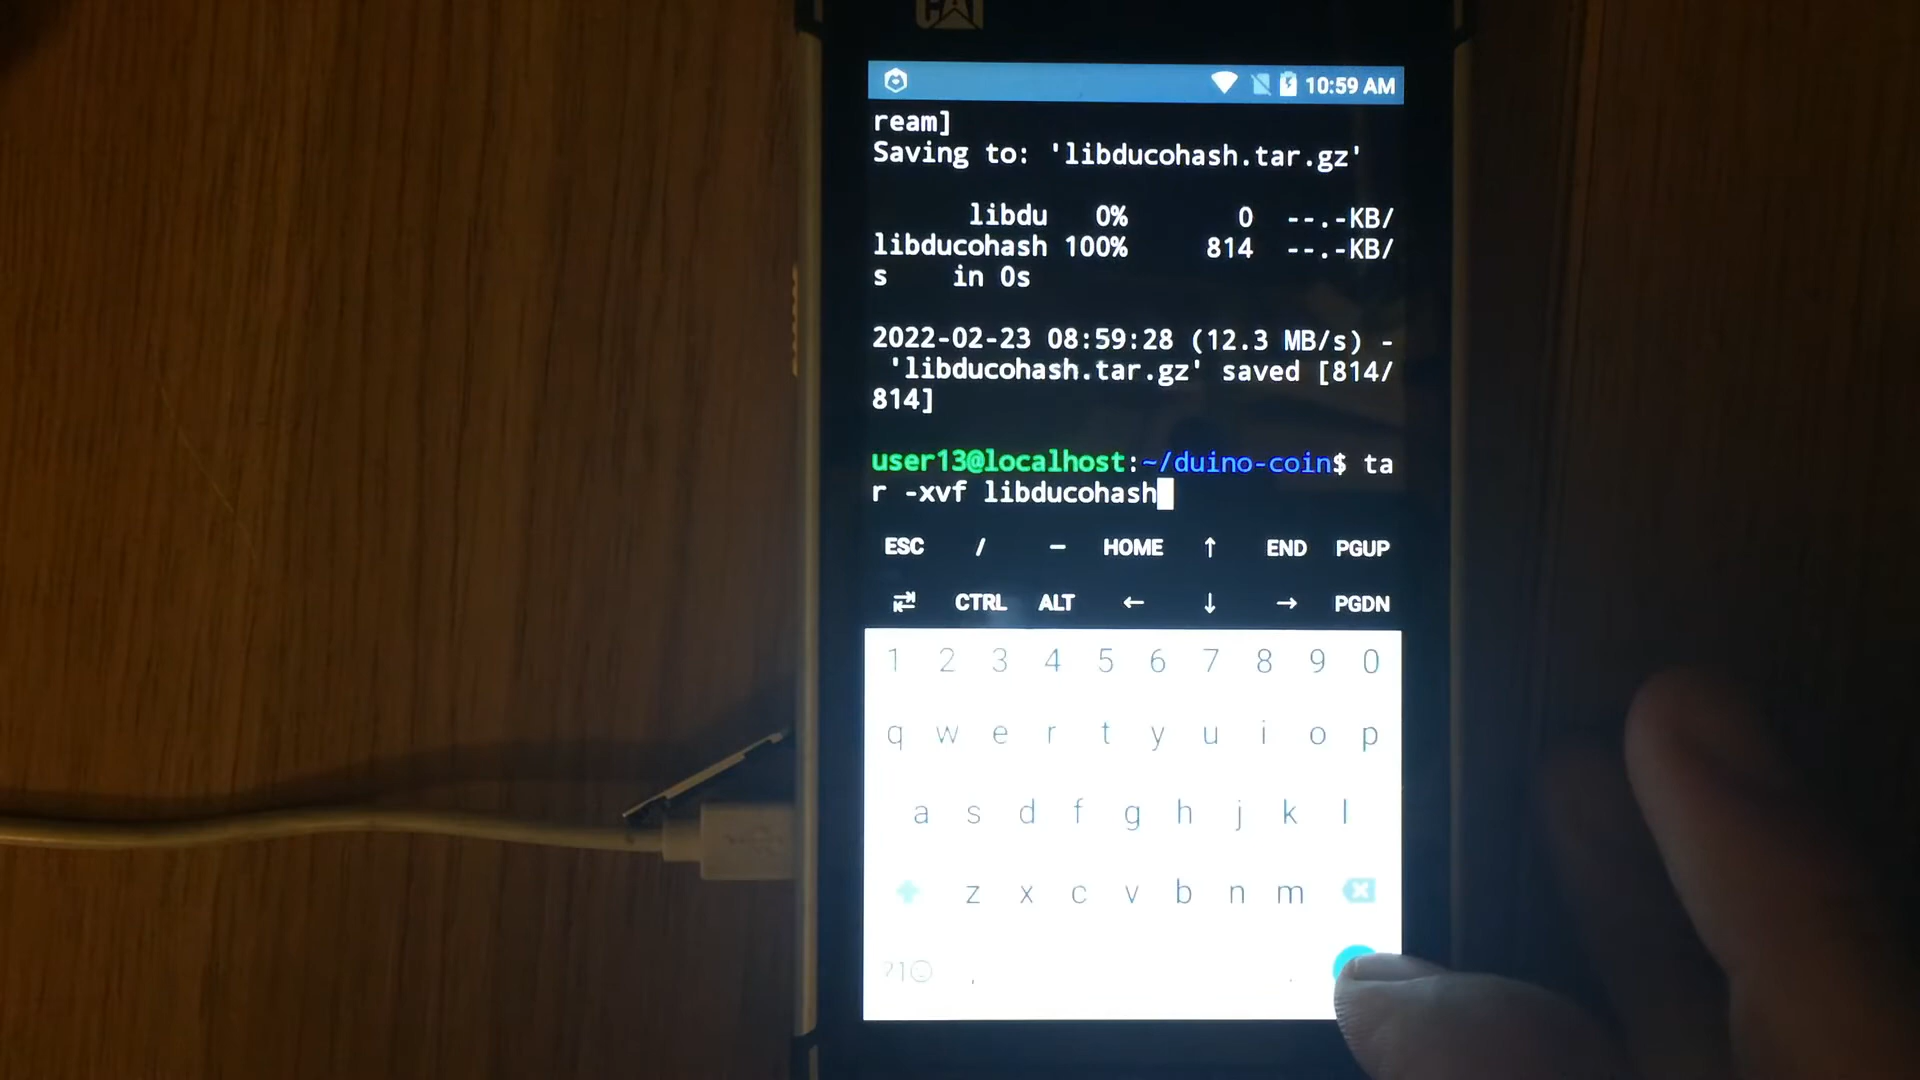 CAT
10:59 AM
ream]
Saving to: 'libducohash.tar.gz'
libdu 0% 0 --.-KB/
libducohash 100% 814 --.-KB/
s in 0s
2022-02-23 08:59:28 (12.3 MB/s) -
'libducohash.tar.gz' saved [814/
814]
user13@localhost:~/duino-coin$ ta
r -xvf libducohash
ESC / - HOME ↑ END PGUP
CTRL ALT ← ↓ → PGDN
1 2 3 4 5 6 7 8 9 0
q w e r t y u i o p
a s d f g h j k l
z x c v b n m
?1☺ , .